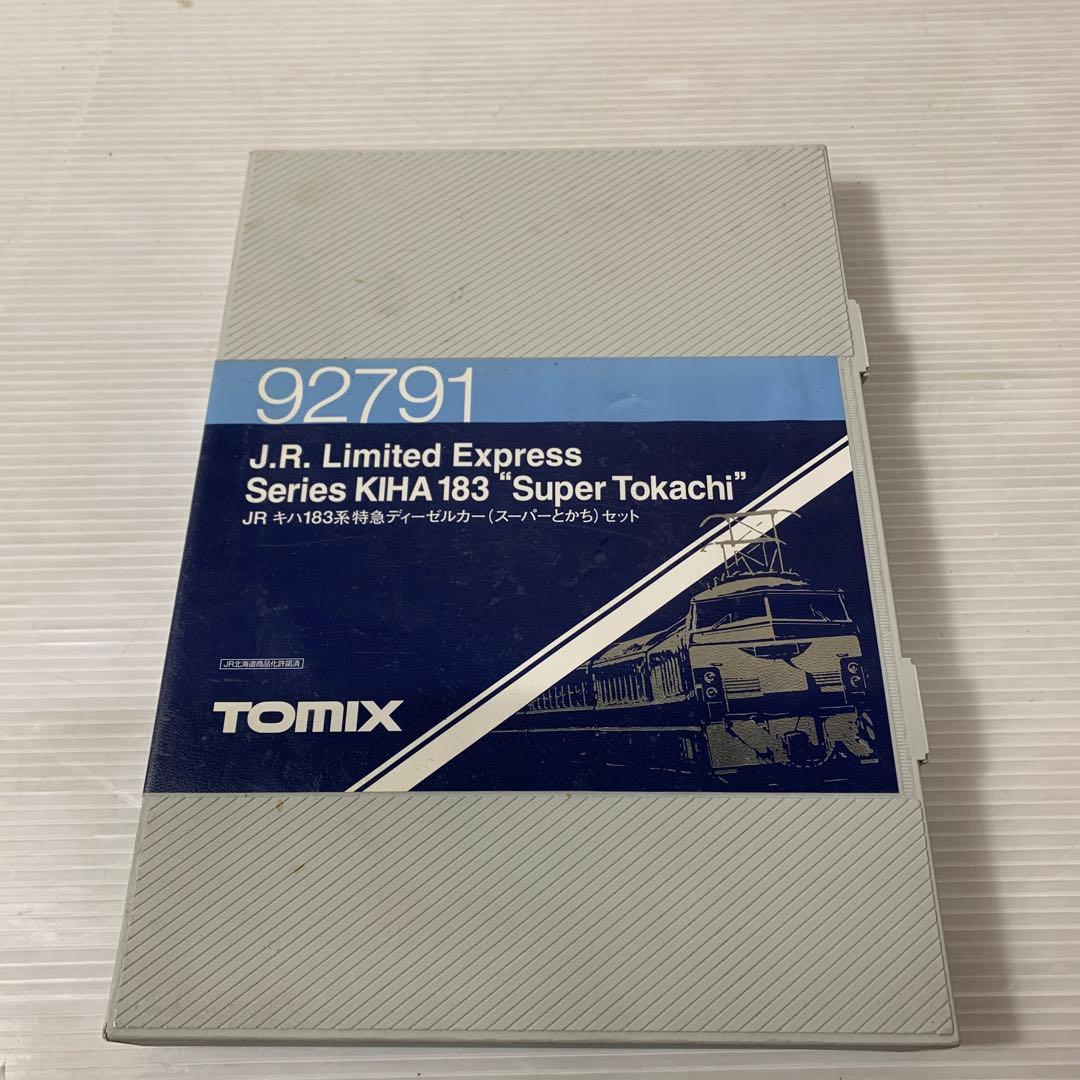 92791
J.R. Limited Express
Series KIHA 183 “Super Tokachi”
JR キハ183系特急ディーゼルカー(スーパーとかち)セット
JR北海道商品化許諾済
TOMIX